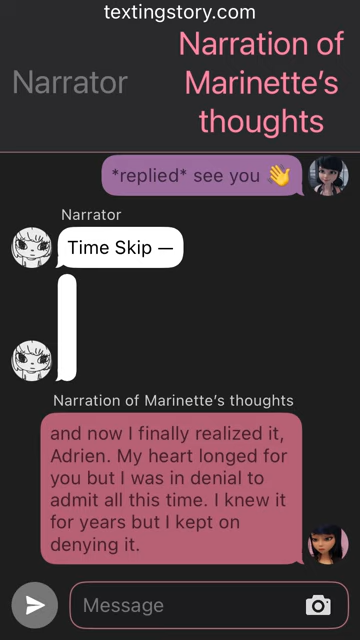 textingstory.com
Narrator
Narration of
Marinette’s
thoughts
*replied* see you 👋
Narrator
Time Skip —
Narration of Marinette’s thoughts
and now I finally realized it,
Adrien. My heart longed for
you but I was in denial to
admit all this time. I knew it
for years but I kept on
denying it.
Message